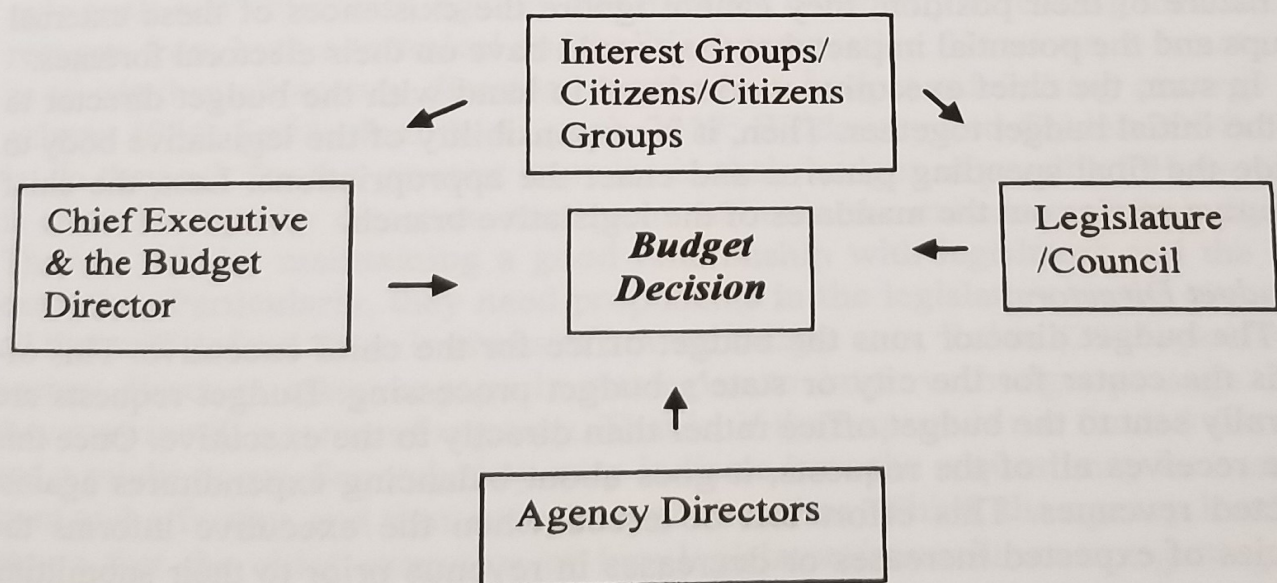 Interest Groups/
Citizens/Citizens
Groups
Chief Executive
& the Budget
Director
Budget
Decision
Legislature
/Council
Agency Directors